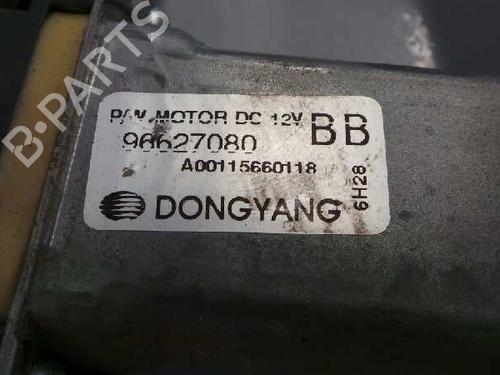 B-PARTS
P/W MOTOR DC 12V BB
96627080
A00115660118
6H28
DONGYANG